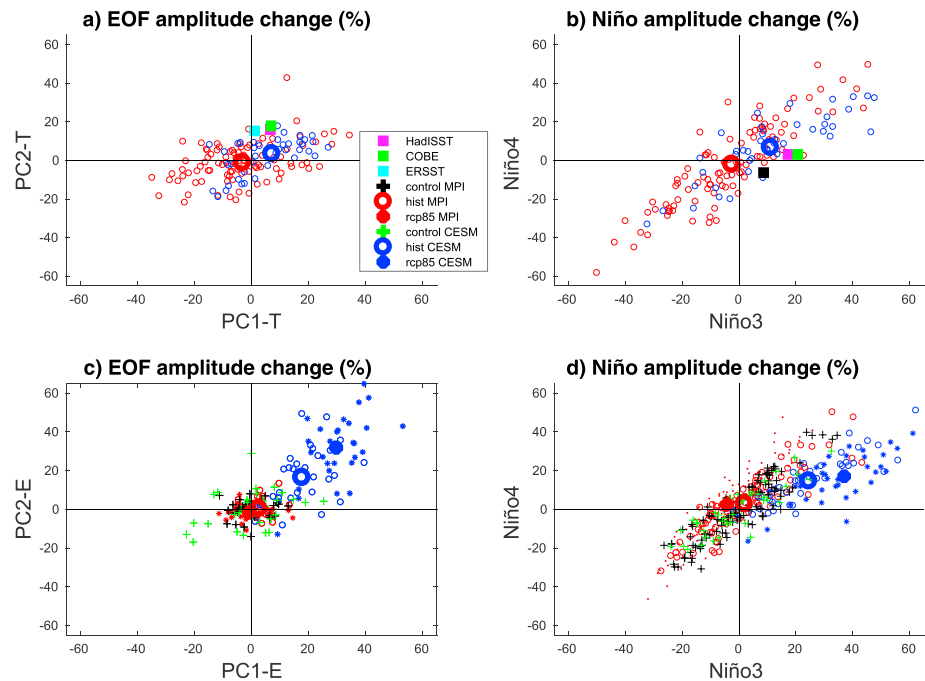 a) EOF amplitude change (%)
60
40
20
0
-20
-40
-60
PC2-T
-60 -40 -20 0 20 40 60
PC1-T
HadISST
COBE
ERSST
control MPI
hist MPI
rcp85 MPI
control CESM
hist CESM
rcp85 CESM
b) Niño amplitude change (%)
60
40
20
0
-20
-40
-60
Niño4
-60 -40 -20 0 20 40 60
Niño3
c) EOF amplitude change (%)
60
40
20
0
-20
-40
-60
PC2-E
-60 -40 -20 0 20 40 60
PC1-E
d) Niño amplitude change (%)
60
40
20
0
-20
-40
-60
Niño4
-60 -40 -20 0 20 40 60
Niño3